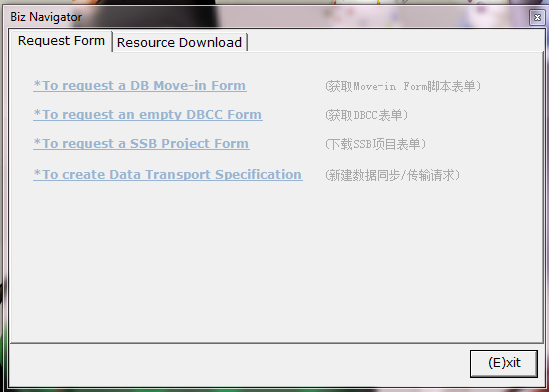 Biz Navigator
Request Form
Resource Download
*To request a DB Move-in Form (获取Move-in Form脚本表单)
*To request an empty DBCC Form (获取DBCC表单)
*To request a SSB Project Form (下载SSB项目表单)
*To create Data Transport Specification (新建数据同步/传输请求)
(E)xit